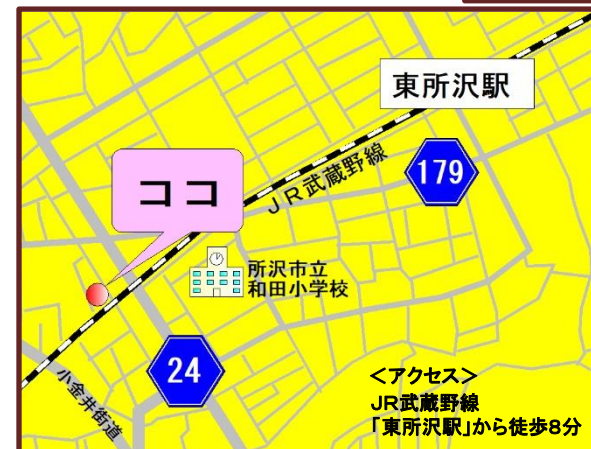 東所沢駅
179
JR武蔵野線
ココ
所沢市立
和田小学校
24
小金井街道
＜アクセス＞
JR武蔵野線
「東所沢駅」から徒歩8分